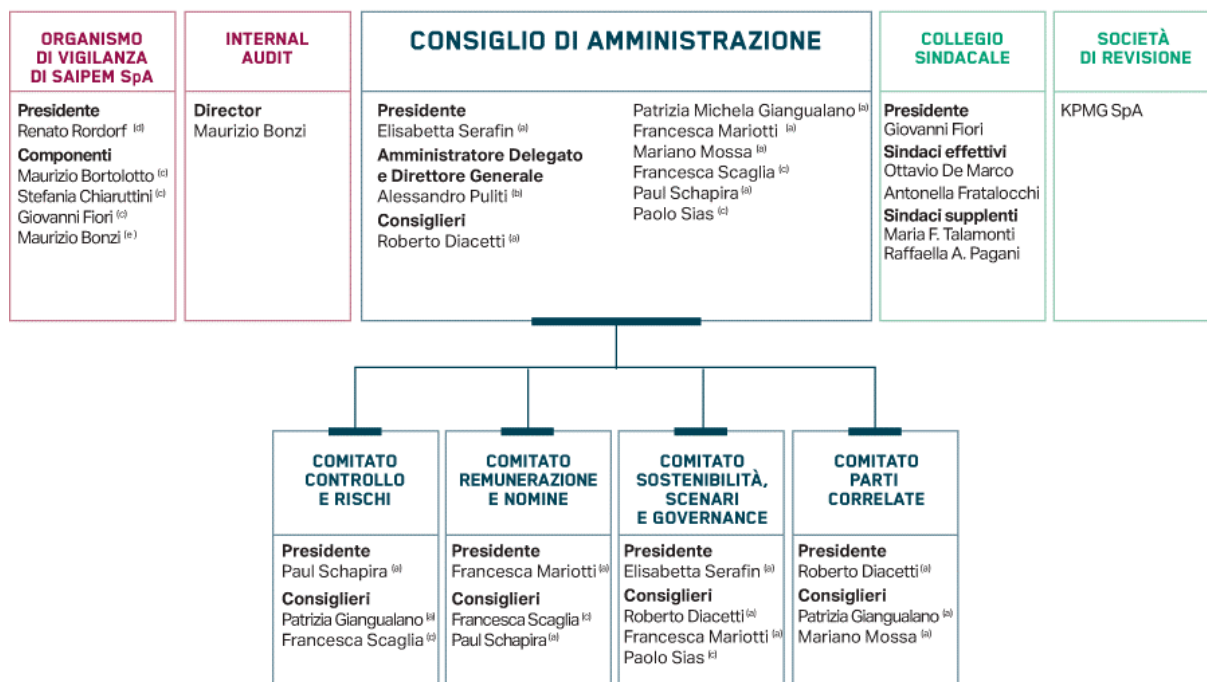 ORGANISMO
DI VIGILANZA
DI SAIPEM SpA
Presidente
Renato Rordorf (d)
Componenti
Maurizio Bortolotto (c)
Stefania Chiaruttini (c)
Giovanni Fiori (c)
Maurizio Bonzi (e)
INTERNAL
AUDIT
Director
Maurizio Bonzi
CONSIGLIO DI AMMINISTRAZIONE
Presidente
Elisabetta Serafin (a)
Amministratore Delegato
e Direttore Generale
Alessandro Puliti (b)
Consiglieri
Roberto Diacetti (a)
Patrizia Michela Giangualano (a)
Francesca Mariotti (a)
Mariano Mossa (a)
Francesca Scaglia (c)
Paul Schapira (a)
Paolo Sias (c)
COLLEGIO
SINDACALE
Presidente
Giovanni Fiori
Sindaci effettivi
Ottavio De Marco
Antonella Fratalocchi
Sindaci supplenti
Maria F. Talamonti
Raffaella A. Pagani
SOCIETÀ
DI REVISIONE
KPMG SpA
COMITATO
CONTROLLO
E RISCHI
Presidente
Paul Schapira (a)
Consiglieri
Patrizia Giangualano (a)
Francesca Scaglia (c)
COMITATO
REMUNERAZIONE
E NOMINE
Presidente
Francesca Mariotti (a)
Consiglieri
Francesca Scaglia (c)
Paul Schapira (a)
COMITATO
SOSTENIBILITÀ,
SCENARI
E GOVERNANCE
Presidente
Elisabetta Serafin (a)
Consiglieri
Roberto Diacetti (a)
Francesca Mariotti (a)
Paolo Sias (c)
COMITATO
PARTI
CORRELATE
Presidente
Roberto Diacetti (a)
Consiglieri
Patrizia Giangualano (a)
Mariano Mossa (a)